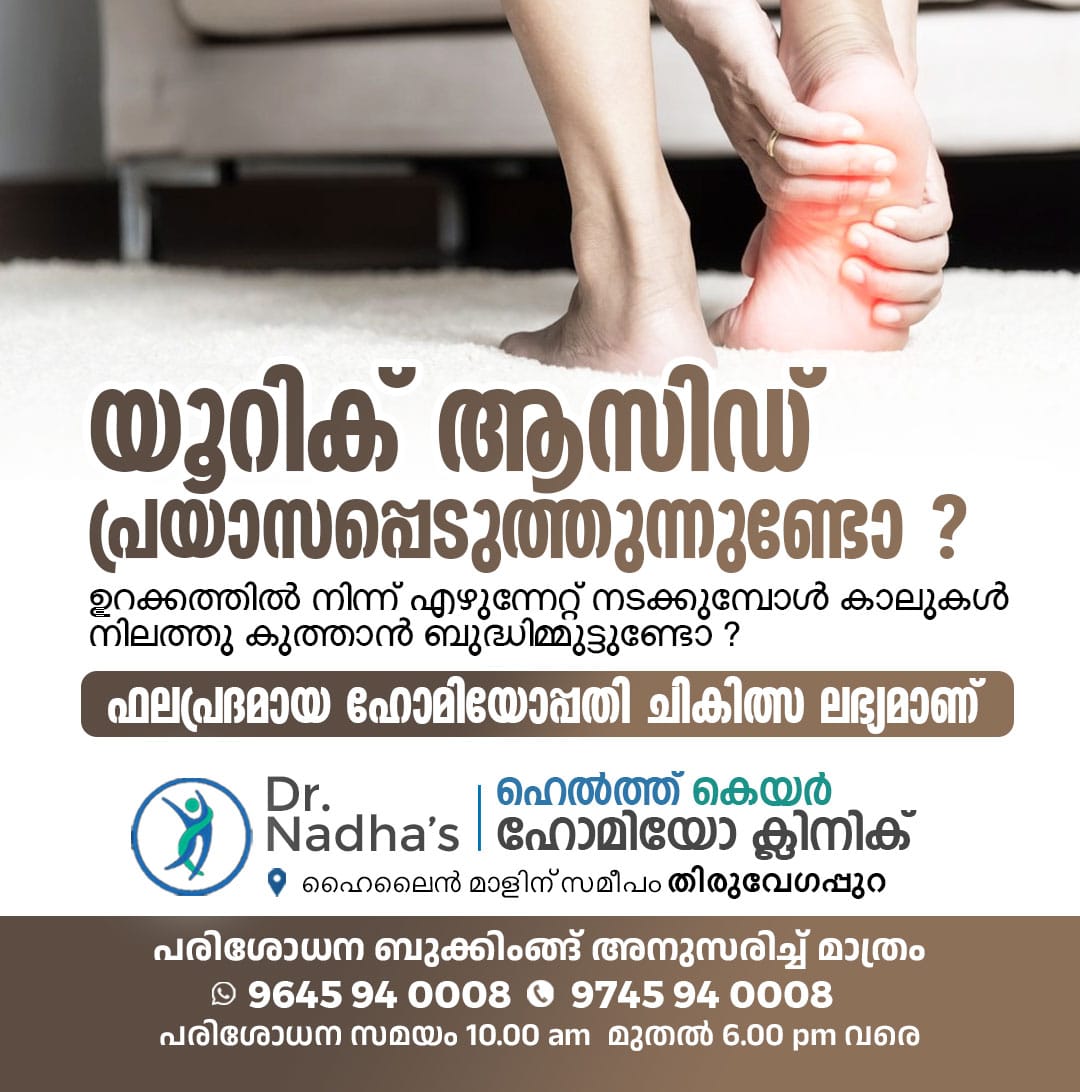 യൂറിക് ആസിഡ്
പ്രയാസപ്പെടുത്തുന്നുണ്ടോ ?
ഉറക്കത്തിൽ നിന്ന് എഴുന്നേറ്റ് നടക്കുമ്പോൾ കാലുകൾ
നിലത്തു കുത്താൻ ബുദ്ധിമ്മുട്ടുണ്ടോ ?
ഫലപ്രദമായ ഹോമിയോപ്പതി ചികിത്സ ലഭ്യമാണ്
Dr. Nadha's
ഹെൽത്ത് കെയർ
ഹോമിയോ ക്ലിനിക്
ഹൈലൈൻ മാളിന് സമീപം തിരുവേഗപ്പുറ
പരിശോധന ബുക്കിംങ്ങ് അനുസരിച്ച് മാത്രം
9645 94 0008 9745 94 0008
പരിശോധന സമയം 10.00 am മുതൽ 6.00 pm വരെ